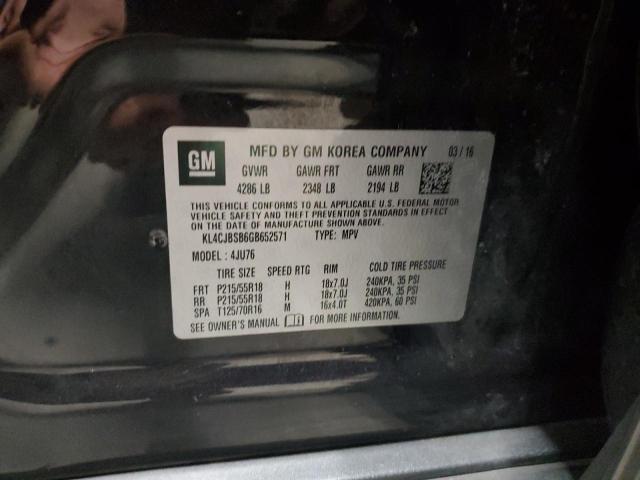 GM MFD BY GM KOREA COMPANY 03/16
GVWR GAWR FRT GAWR RR
4286 LB 2348 LB 2194 LB
THIS VEHICLE CONFORMS TO ALL APPLICABLE U.S. FEDERAL MOTOR
VEHICLE SAFETY AND THEFT PREVENTION STANDARDS IN EFFECT
ON THE DATE OF MANUFACTURE SHOWN ABOVE.
KL4CJBSB6GB652571 TYPE: MPV
MODEL: 4JU76
TIRE SIZE SPEED RTG RIM COLD TIRE PRESSURE
FRT P215/55R18 H 18x7.0J 240KPA, 35 PSI
RR P215/55R18 H 18x7.0J 240KPA, 35 PSI
SPA T125/70R16 M 16x4.0T 420KPA, 60 PSI
SEE OWNER'S MANUAL FOR MORE INFORMATION.